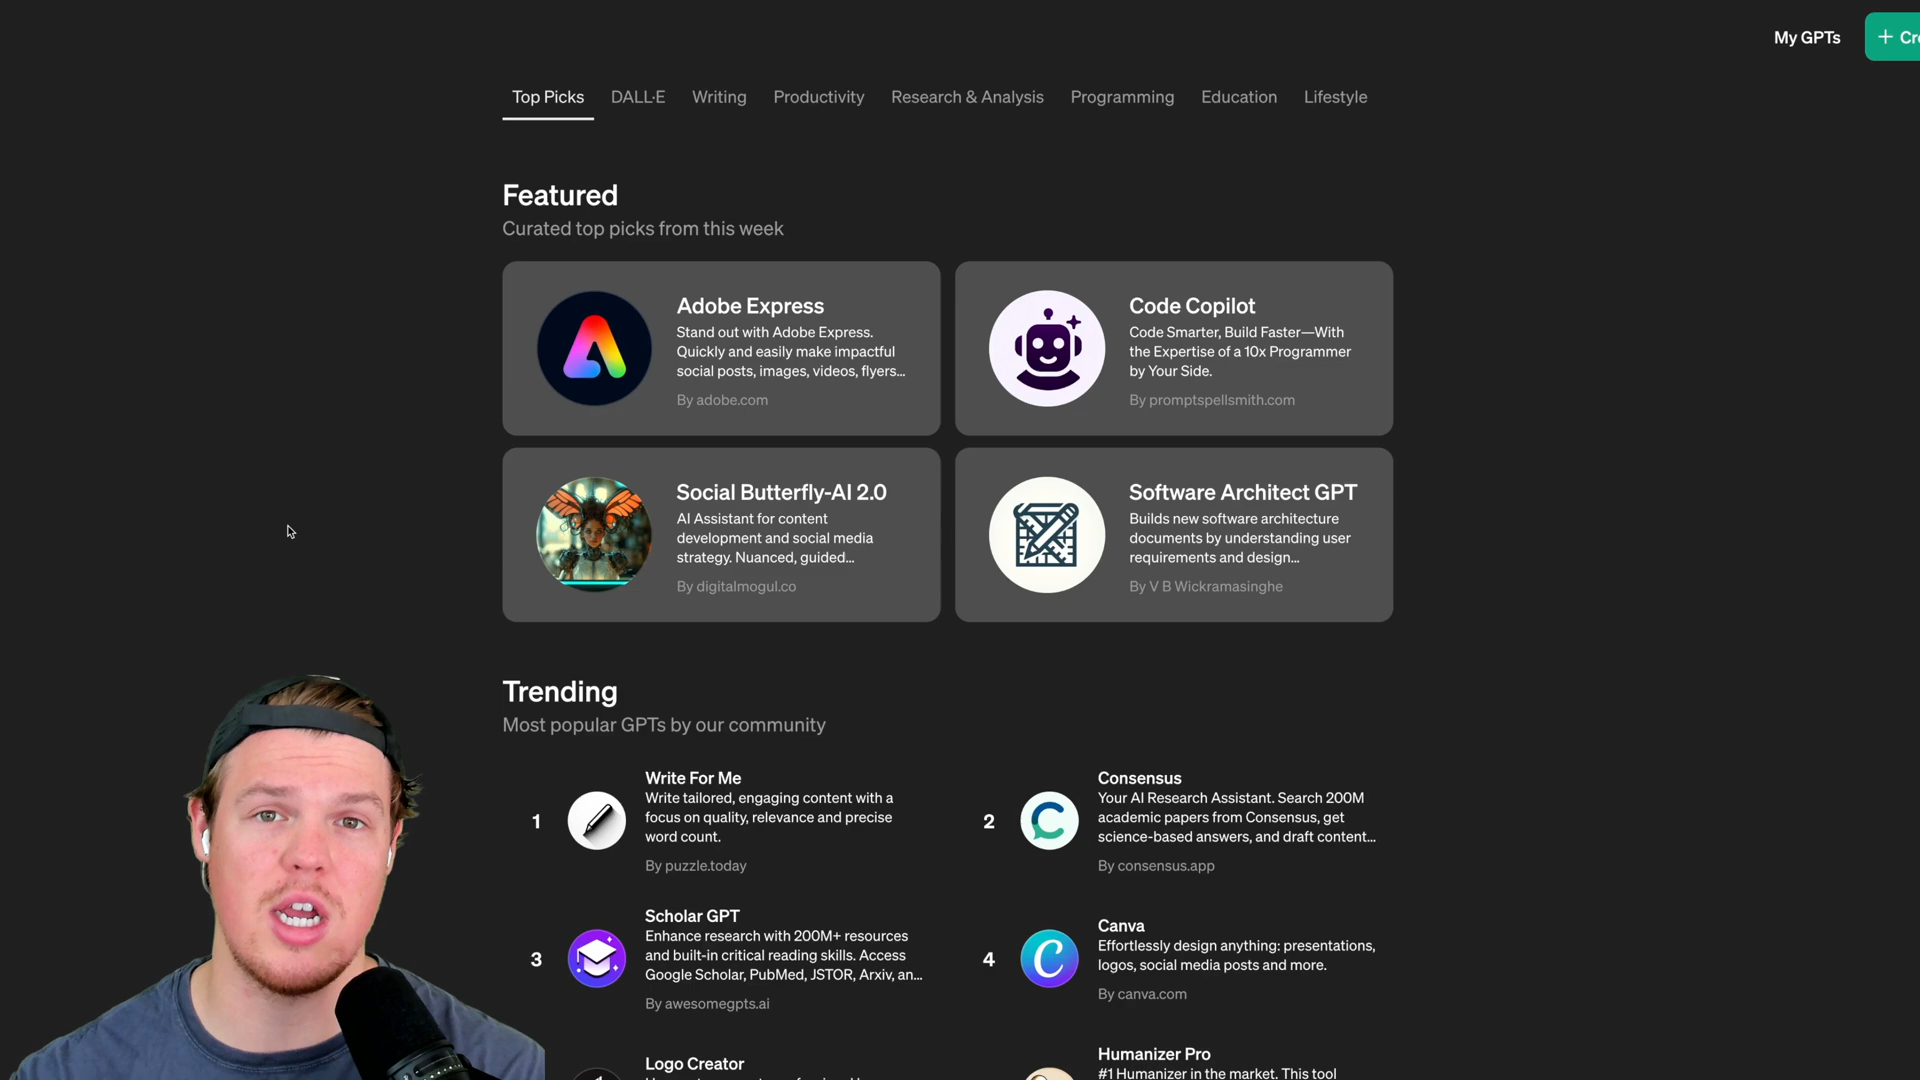 My GPTs
+ Cre
Top Picks
DALL·E
Writing
Productivity
Research & Analysis
Programming
Education
Lifestyle
Featured
Curated top picks from this week
Adobe Express
Stand out with Adobe Express.
Quickly and easily make impactful
social posts, images, videos, flyers...
By adobe.com
Code Copilot
Code Smarter, Build Faster—With
the Expertise of a 10x Programmer
by Your Side.
By promptspellsmith.com
Social Butterfly-AI 2.0
AI Assistant for content
development and social media
strategy. Nuanced, guided...
By digitalmogul.co
Software Architect GPT
Builds new software architecture
documents by understanding user
requirements and design...
By V B Wickramasinghe
Trending
Most popular GPTs by our community
1
Write For Me
Write tailored, engaging content with a
focus on quality, relevance and precise
word count.
By puzzle.today
2
Consensus
Your AI Research Assistant. Search 200M
academic papers from Consensus, get
science-based answers, and draft content...
By consensus.app
3
Scholar GPT
Enhance research with 200M+ resources
and built-in critical reading skills. Access
Google Scholar, PubMed, JSTOR, Arxiv, an...
By awesomegpts.ai
4
Canva
Effortlessly design anything: presentations,
logos, social media posts and more.
By canva.com
Logo Creator
Humanizer Pro
#1 Humanizer in the market. This tool